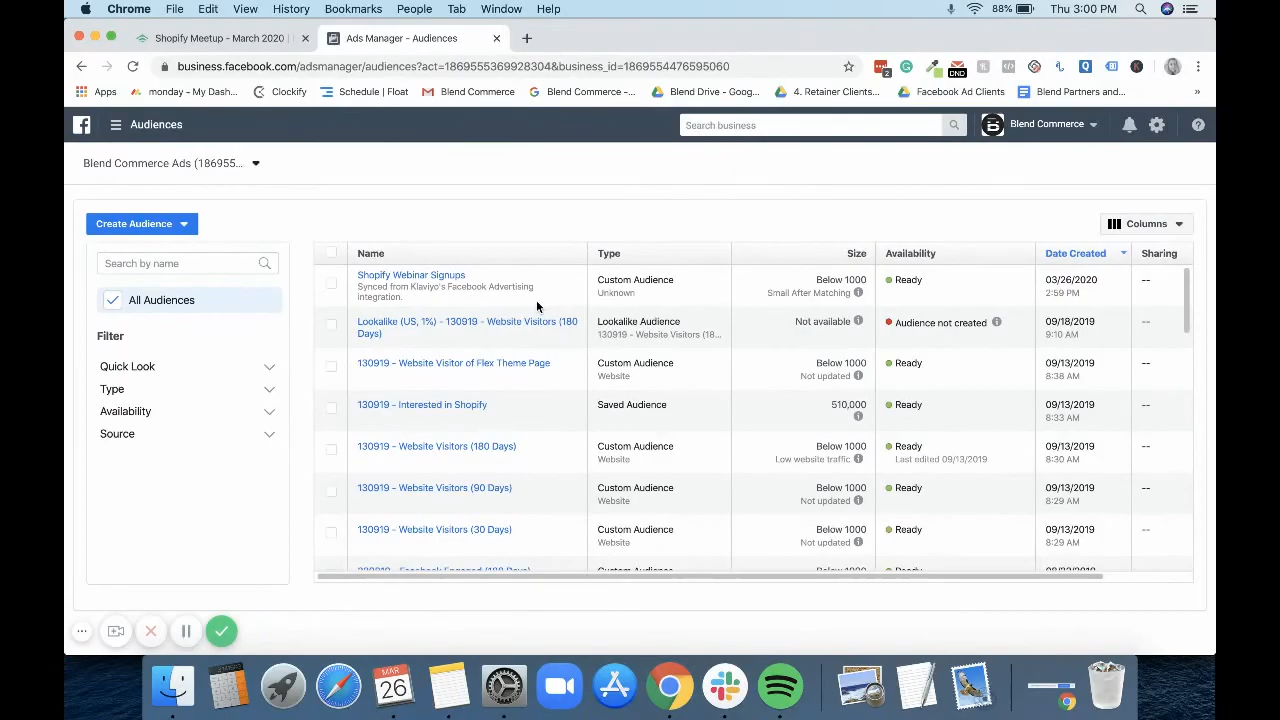 Chrome File Edit View History Bookmarks People Tab Window Help 88% Thu 3:00 PM
Shopify Meetup - March 2020 | Ads Manager - Audiences
business.facebook.com/adsmanager/audiences?act=1869555369928304&business_id=1869554476595060
2 DND
Apps monday - My Dash... Clockify Schedule | Float Blend Commerce -... Blend Commerce -... Blend Drive - Goog... 4. Retainer Clients... Facebook Ad Clients Blend Partners and... »
Audiences Search business Blend Commerce
Blend Commerce Ads (186955...
Create Audience Columns
Search by name
All Audiences
Filter
Quick Look
Type
Availability
Source
Name Type Size Availability Date Created Sharing
Shopify Webinar Signups
Synced from Klaviyo's Facebook Advertising
Integration.
Custom Audience
Unknown
Below 1000
Small After Matching
Ready
03/26/2020
2:59 PM
--
Lookalike (US, 1%) - 130919 - Website Visitors (180
Days)
Lookalike Audience
130919 - Website Visitors (18...
Not available
Audience not created
09/18/2019
9:10 AM
--
130919 - Website Visitor of Flex Theme Page
Custom Audience
Website
Below 1000
Not updated
Ready
09/13/2019
8:38 AM
--
130919 - Interested in Shopify
Saved Audience
510,000
Ready
09/13/2019
8:33 AM
--
130919 - Website Visitors (180 Days)
Custom Audience
Website
Below 1000
Low website traffic
Ready
Last edited 09/13/2019
09/13/2019
8:30 AM
--
130919 - Website Visitors (90 Days)
Custom Audience
Website
Below 1000
Not updated
Ready
09/13/2019
8:29 AM
--
130919 - Website Visitors (30 Days)
Custom Audience
Website
Below 1000
Not updated
Ready
09/13/2019
8:29 AM
--
MAR
26